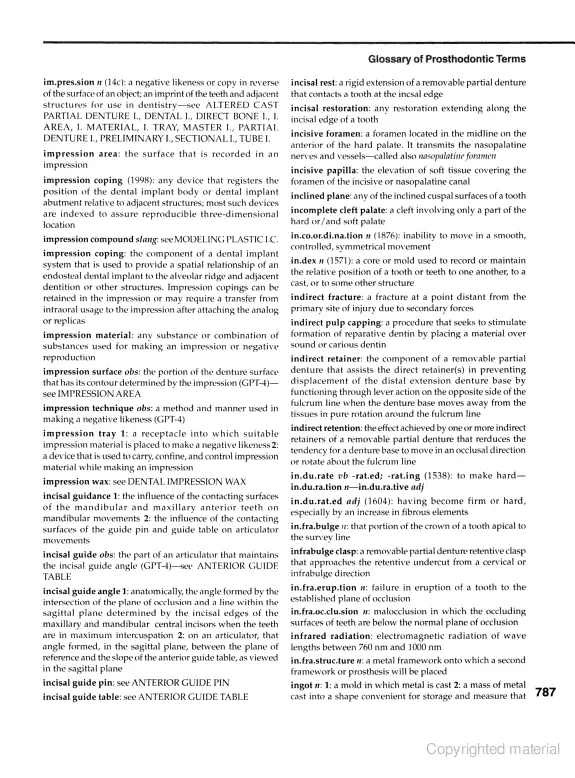 Glossary of Prosthodontic Terms
im.pres.sion n (14c): a negative likeness or copy in reverse
of the surface of an object; an imprint of the teeth and adjacent
structures for use in dentistry—see ALTERED CAST
PARTIAL DENTURE I., DENTAL I., DIRECT BONE I., I.
AREA, I. MATERIAL, I. TRAY, MASTER I., PARTIAL
DENTURE I., PRELIMINARY I., SECTIONAL I., TUBE I.
impression area: the surface that is recorded in an
impression
impression coping (1998): any device that registers the
position of the dental implant body or dental implant
abutment relative to adjacent structures; most such devices
are indexed to assure reproducible three-dimensional
location
impression compound slang: see MODELING PLASTIC I.C.
impression coping: the component of a dental implant
system that is used to provide a spatial relationship of an
endosteal dental implant to the alveolar ridge and adjacent
dentition or other structures. Impression copings can be
retained in the impression or may require a transfer from
intraoral usage to the impression after attaching the analog
or replicas
impression material: any substance or combination of
substances used for making an impression or negative
reproduction
impression surface obs: the portion of the denture surface
that has its contour determined by the impression (GPT-4)—
see IMPRESSION AREA
impression technique obs: a method and manner used in
making a negative likeness (GPT-4)
impression tray 1: a receptacle into which suitable
impression material is placed to make a negative likeness 2:
a device that is used to carry, confine, and control impression
material while making an impression
impression wax: see DENTAL IMPRESSION WAX
incisal guidance 1: the influence of the contacting surfaces
of the mandibular and maxillary anterior teeth on
mandibular movements 2: the influence of the contacting
surfaces of the guide pin and guide table on articulator
movements
incisal guide obs: the part of an articulator that maintains
the incisal guide angle (GPT-4)—see ANTERIOR GUIDE
TABLE
incisal guide angle 1: anatomically, the angle formed by the
intersection of the plane of occlusion and a line within the
sagittal plane determined by the incisal edges of the
maxillary and mandibular central incisors when the teeth
are in maximum intercuspation 2: on an articulator, that
angle formed, in the sagittal plane, between the plane of
reference and the slope of the anterior guide table, as viewed
in the sagittal plane
incisal guide pin: see ANTERIOR GUIDE PIN
incisal guide table: see ANTERIOR GUIDE TABLE
incisal rest: a rigid extension of a removable partial denture
that contacts a tooth at the incsal edge
incisal restoration: any restoration extending along the
incisal edge of a tooth
incisive foramen: a foramen located in the midline on the
anterior of the hard palate. It transmits the nasopalatine
nerves and vessels—called also nasopalatine foramen
incisive papilla: the elevation of soft tissue covering the
foramen of the incisive or nasopalatine canal
inclined plane: any of the inclined cuspal surfaces of a tooth
incomplete cleft palate: a cleft involving only a part of the
hard or/and soft palate
in.co.or.di.na.tion n (1876): inability to move in a smooth,
controlled, symmetrical movement
in.dex n (1571): a core or mold used to record or maintain
the relative position of a tooth or teeth to one another, to a
cast, or to some other structure
indirect fracture: a fracture at a point distant from the
primary site of injury due to secondary forces
indirect pulp capping: a procedure that seeks to stimulate
formation of reparative dentin by placing a material over
sound or carious dentin
indirect retainer: the component of a removable partial
denture that assists the direct retainer(s) in preventing
displacement of the distal extension denture base by
functioning through lever action on the opposite side of the
fulcrum line when the denture base moves away from the
tissues in pure rotation around the fulcrum line
indirect retention: the effect achieved by one or more indirect
retainers of a removable partial denture that rerduces the
tendency for a denture base to move in an occlusal direction
or rotate about the fulcrum line
in.du.rate vb -rat.ed; -rat.ing (1538): to make hard—
in.du.ra.tion n—in.du.ra.tive adj
in.du.rat.ed adj (1604): having become firm or hard,
especially by an increase in fibrous elements
in.fra.bulge n: that portion of the crown of a tooth apical to
the survey line
infrabulge clasp: a removable partial denture retentive clasp
that approaches the retentive undercut from a cervical or
infrabulge direction
in.fra.erup.tion n: failure in eruption of a tooth to the
established plane of occlusion
in.fra.oc.clu.sion n: malocclusion in which the occluding
surfaces of teeth are below the normal plane of occlusion
infrared radiation: electromagnetic radiation of wave
lengths between 760 nm and 1000 nm
in.fra.struc.ture n: a metal framework onto which a second
framework or prosthesis will be placed
ingot n: 1: a mold in which metal is cast 2: a mass of metal
cast into a shape convenient for storage and measure that
787
Copyrighted material